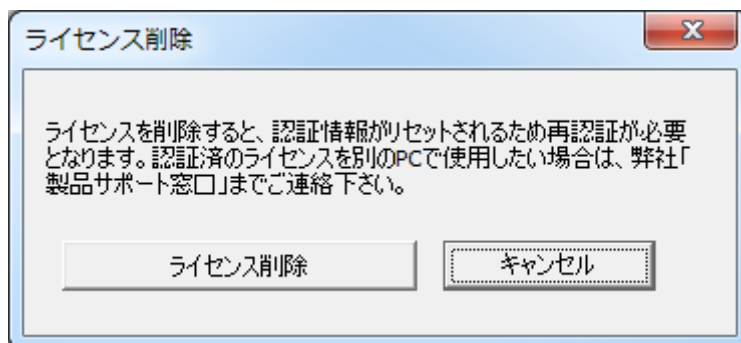 ライセンス削除
ライセンスを削除すると、認証情報がリセットされるため再認証が必要
となります。認証済のライセンスを別のPCで使用したい場合は、弊社「
製品サポート窓口」までご連絡下さい。
ライセンス削除
キャンセル